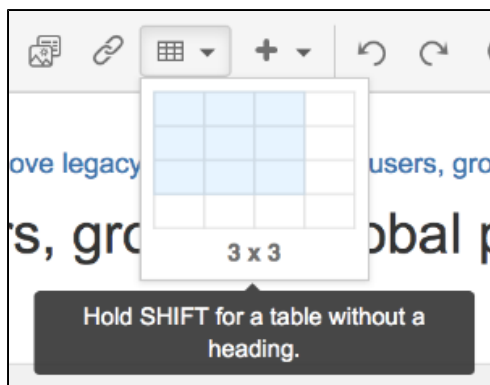 ove legacy users, gro
rs, gro obal p
3 x 3
Hold SHIFT for a table without a
heading.